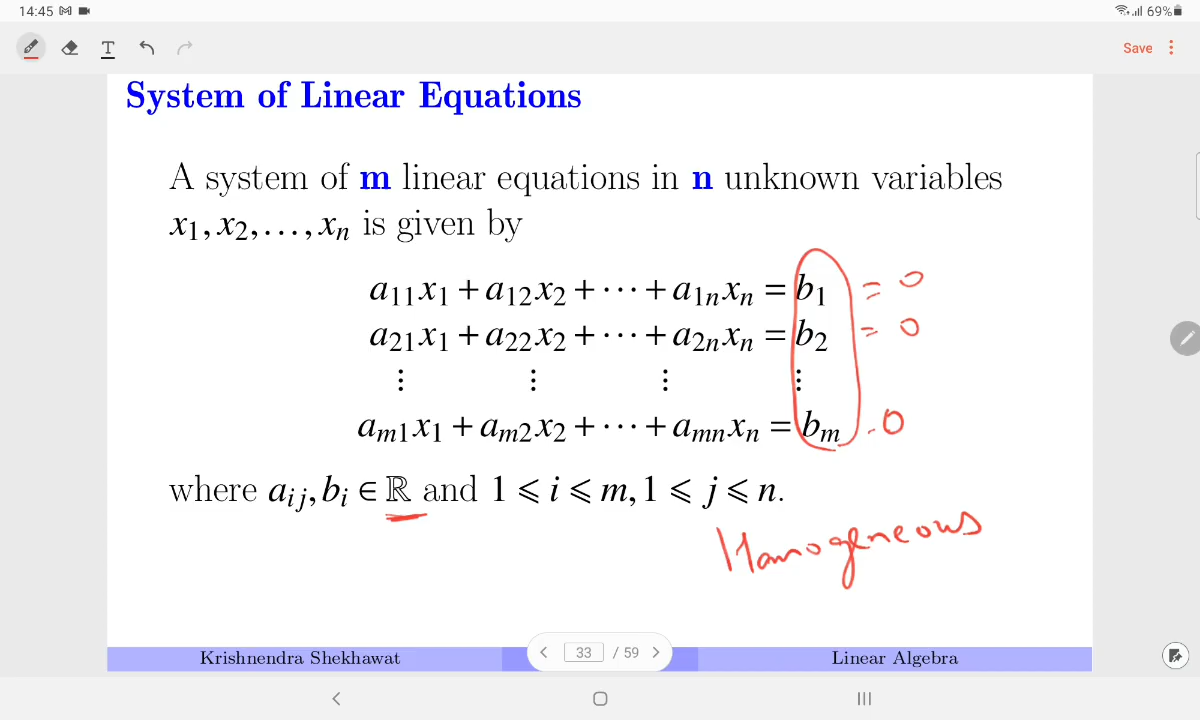 14:45 69%
T Save
System of Linear Equations
A system of m linear equations in n unknown variables
x₁, x₂, ..., xₙ is given by
a₁₁x₁ + a₁₂x₂ + ··· + a₁ₙxₙ = b₁ = 0
a₂₁x₁ + a₂₂x₂ + ··· + a₂ₙxₙ = b₂ = 0
⋮ ⋮ ⋮ ⋮
aₘ₁x₁ + aₘ₂x₂ + ··· + aₘₙxₙ = bₘ = 0
where aᵢⱼ, bᵢ ∈ ℝ and 1 ⩽ i ⩽ m, 1 ⩽ j ⩽ n.
Homogeneous
Krishnendra Shekhawat 33 / 59 Linear Algebra